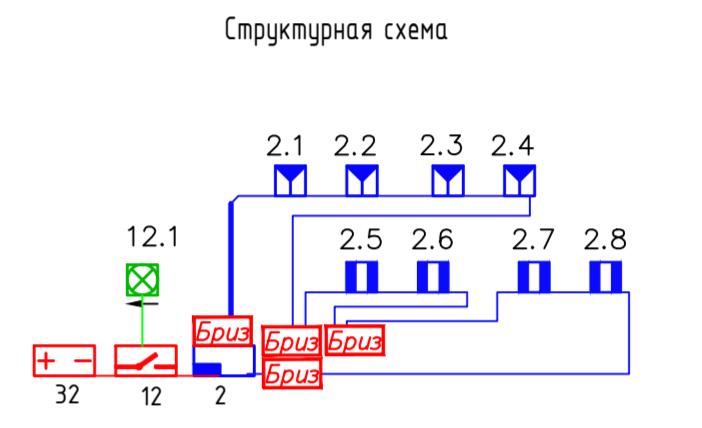 Структурная схема
2.1 2.2 2.3 2.4
12.1 2.5 2.6 2.7 2.8
Бриз
Бриз Бриз
+ −
Бриз
32 12 2